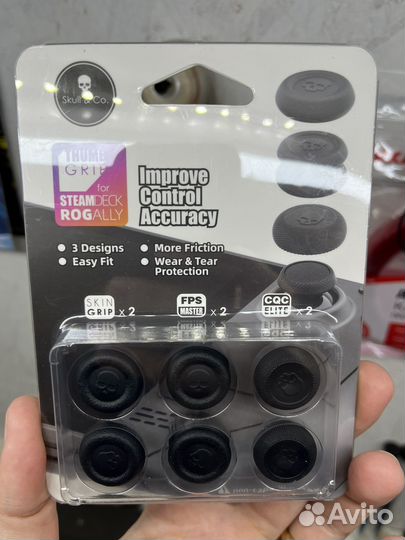 Skull & Co.
THUMB
GRIP
for
STEAMDECK
ROGALLY
Improve
Control
Accuracy
• 3 Designs
• Easy Fit
• More Friction
• Wear & Tear
Protection
SKIN
GRIP x 2
FPS
MASTER x 2
CQC
ELITE x 2
Avito